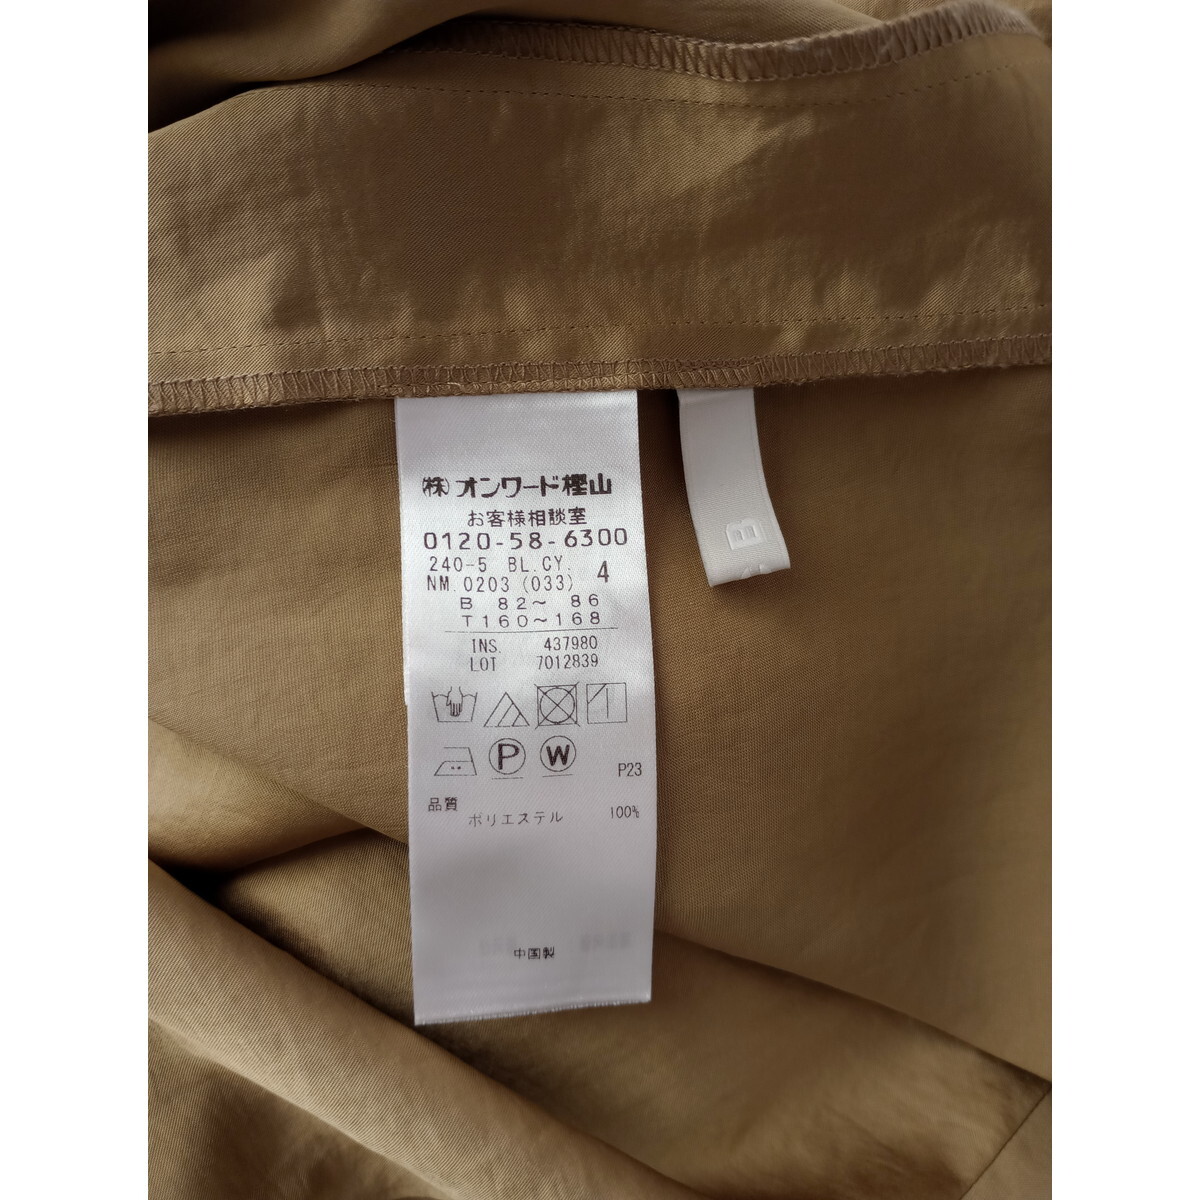 (株)オンワード樫山
お客様相談室
0120-58-6300
240-5 BL.CY. 4
NM.0203 (033)
B 82～ 86
T160～168
INS. 437980
LOT 7012839
P W
P23
品質
ポリエステル 100%
中国製
B